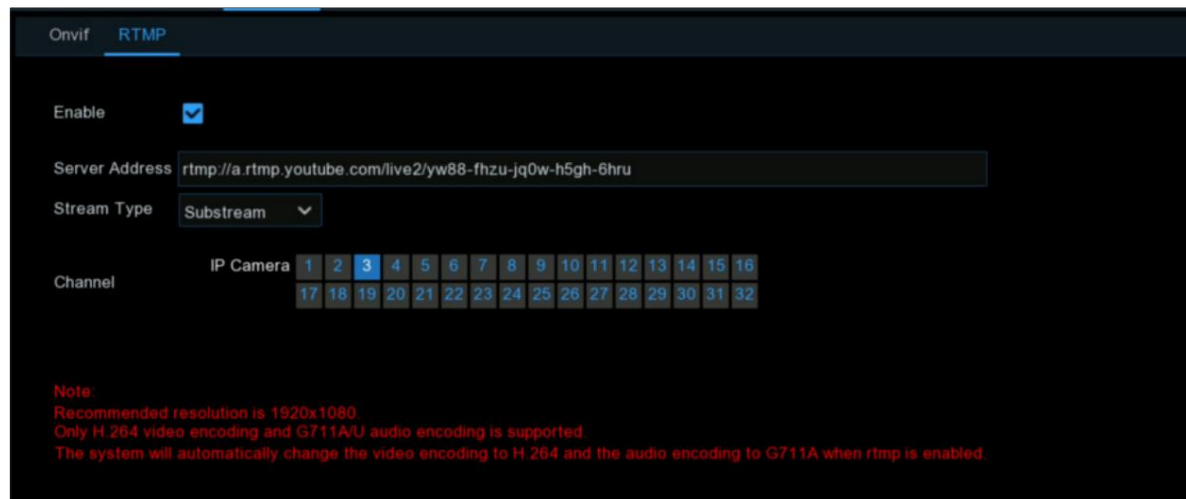 Onvif RTMP
Enable
Server Address rtmp://a.rtmp.youtube.com/live2/yw88-fhzu-jq0w-h5gh-6hru
Stream Type Substream
IP Camera 1 2 3 4 5 6 7 8 9 10 11 12 13 14 15 16
Channel
17 18 19 20 21 22 23 24 25 26 27 28 29 30 31 32
Note:
Recommended resolution is 1920x1080.
Only H.264 video encoding and G711A/U audio encoding is supported.
The system will automatically change the video encoding to H.264 and the audio encoding to G711A when rtmp is enabled.